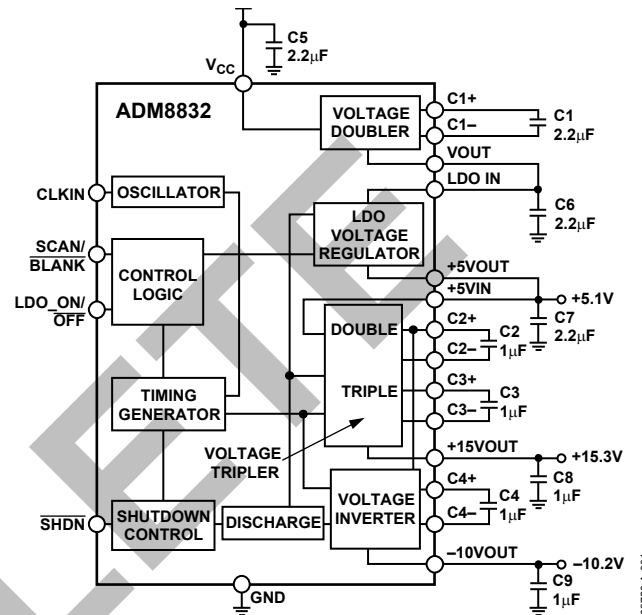 C5
2.2μF
VCC
ADM8832
VOLTAGE
DOUBLER
C1+
C1–
C1
2.2μF
VOUT
LDO IN
CLKIN
OSCILLATOR
LDO
VOLTAGE
REGULATOR
C6
2.2μF
SCAN/
BLANK
CONTROL
LOGIC
LDO_ON/
OFF
+5VOUT
+5VIN
+5.1V
C7
2.2μF
DOUBLE
C2+
C2–
C2
1μF
TRIPLE
C3+
C3–
C3
1μF
TIMING
GENERATOR
VOLTAGE
TRIPLER
+15VOUT
+15.3V
C8
1μF
SHDN
SHUTDOWN
CONTROL
DISCHARGE
VOLTAGE
INVERTER
C4+
C4–
C4
1μF
–10VOUT
–10.2V
C9
1μF
GND
LETE